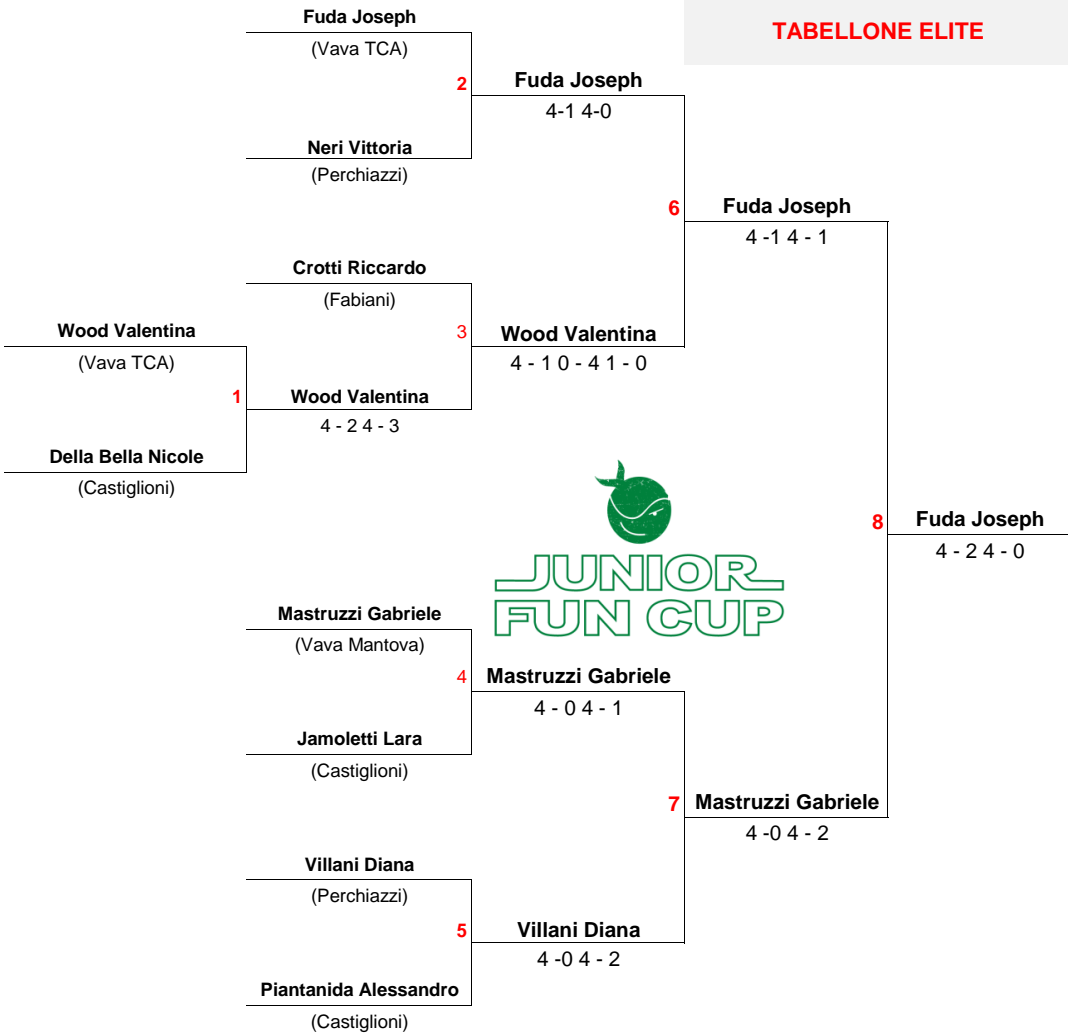 Fuda Joseph
TABELLONE ELITE
(Vava TCA)
2
Fuda Joseph
4-1 4-0
Neri Vittoria
(Perchiazzi)
6
Fuda Joseph
4 -1 4 - 1
Crotti Riccardo
(Fabiani)
Wood Valentina
3
Wood Valentina
(Vava TCA)
4 - 1 0 - 4 1 - 0
1
Wood Valentina
4 - 2 4 - 3
Della Bella Nicole
(Castiglioni)
8
Fuda Joseph
4 - 2 4 - 0
JUNIOR
FUN CUP
Mastruzzi Gabriele
(Vava Mantova)
4
Mastruzzi Gabriele
4 - 0 4 - 1
Jamoletti Lara
(Castiglioni)
7
Mastruzzi Gabriele
4 -0 4 - 2
Villani Diana
(Perchiazzi)
5
Villani Diana
4 -0 4 - 2
Piantanida Alessandro
(Castiglioni)